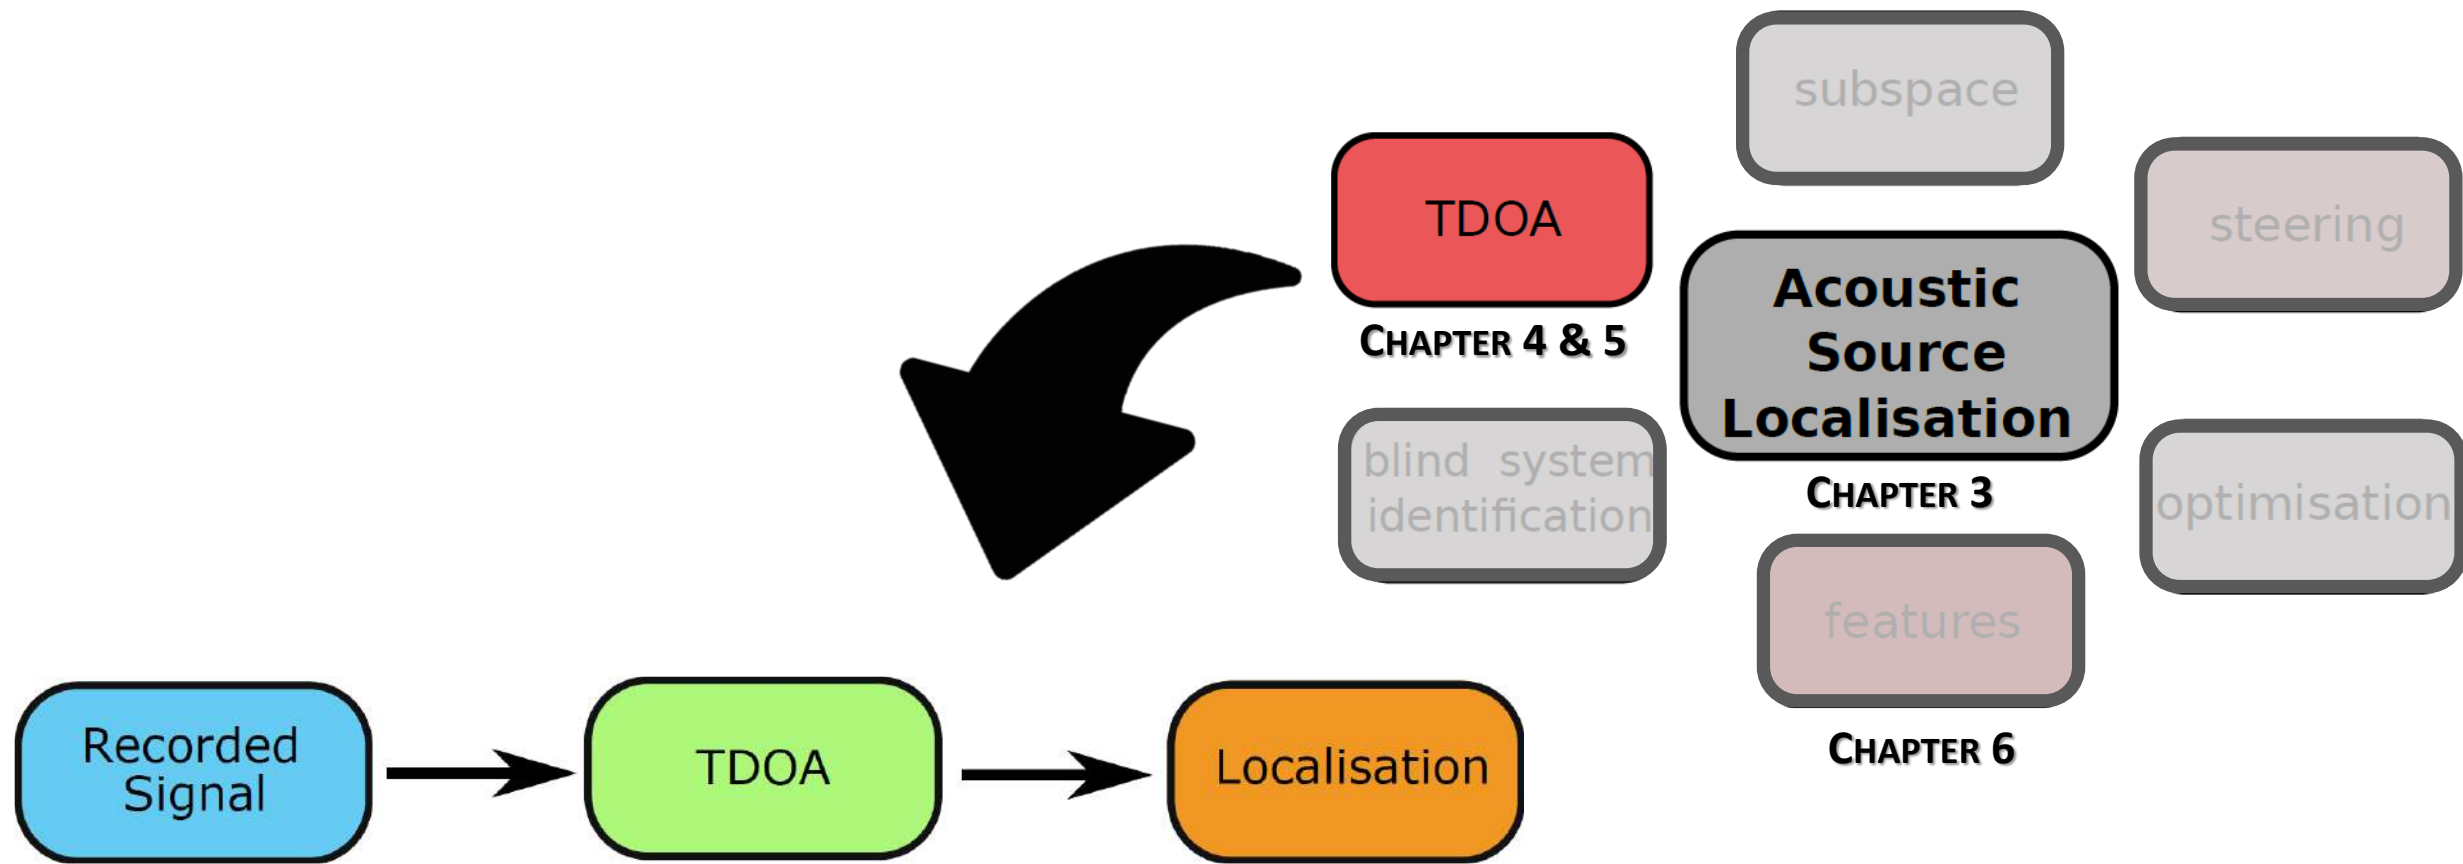 subspace
TDOA
steering
Acoustic
Source
Localisation
CHAPTER 4 & 5
blind system
identification
CHAPTER 3
optimisation
features
CHAPTER 6
Recorded
Signal
TDOA
Localisation